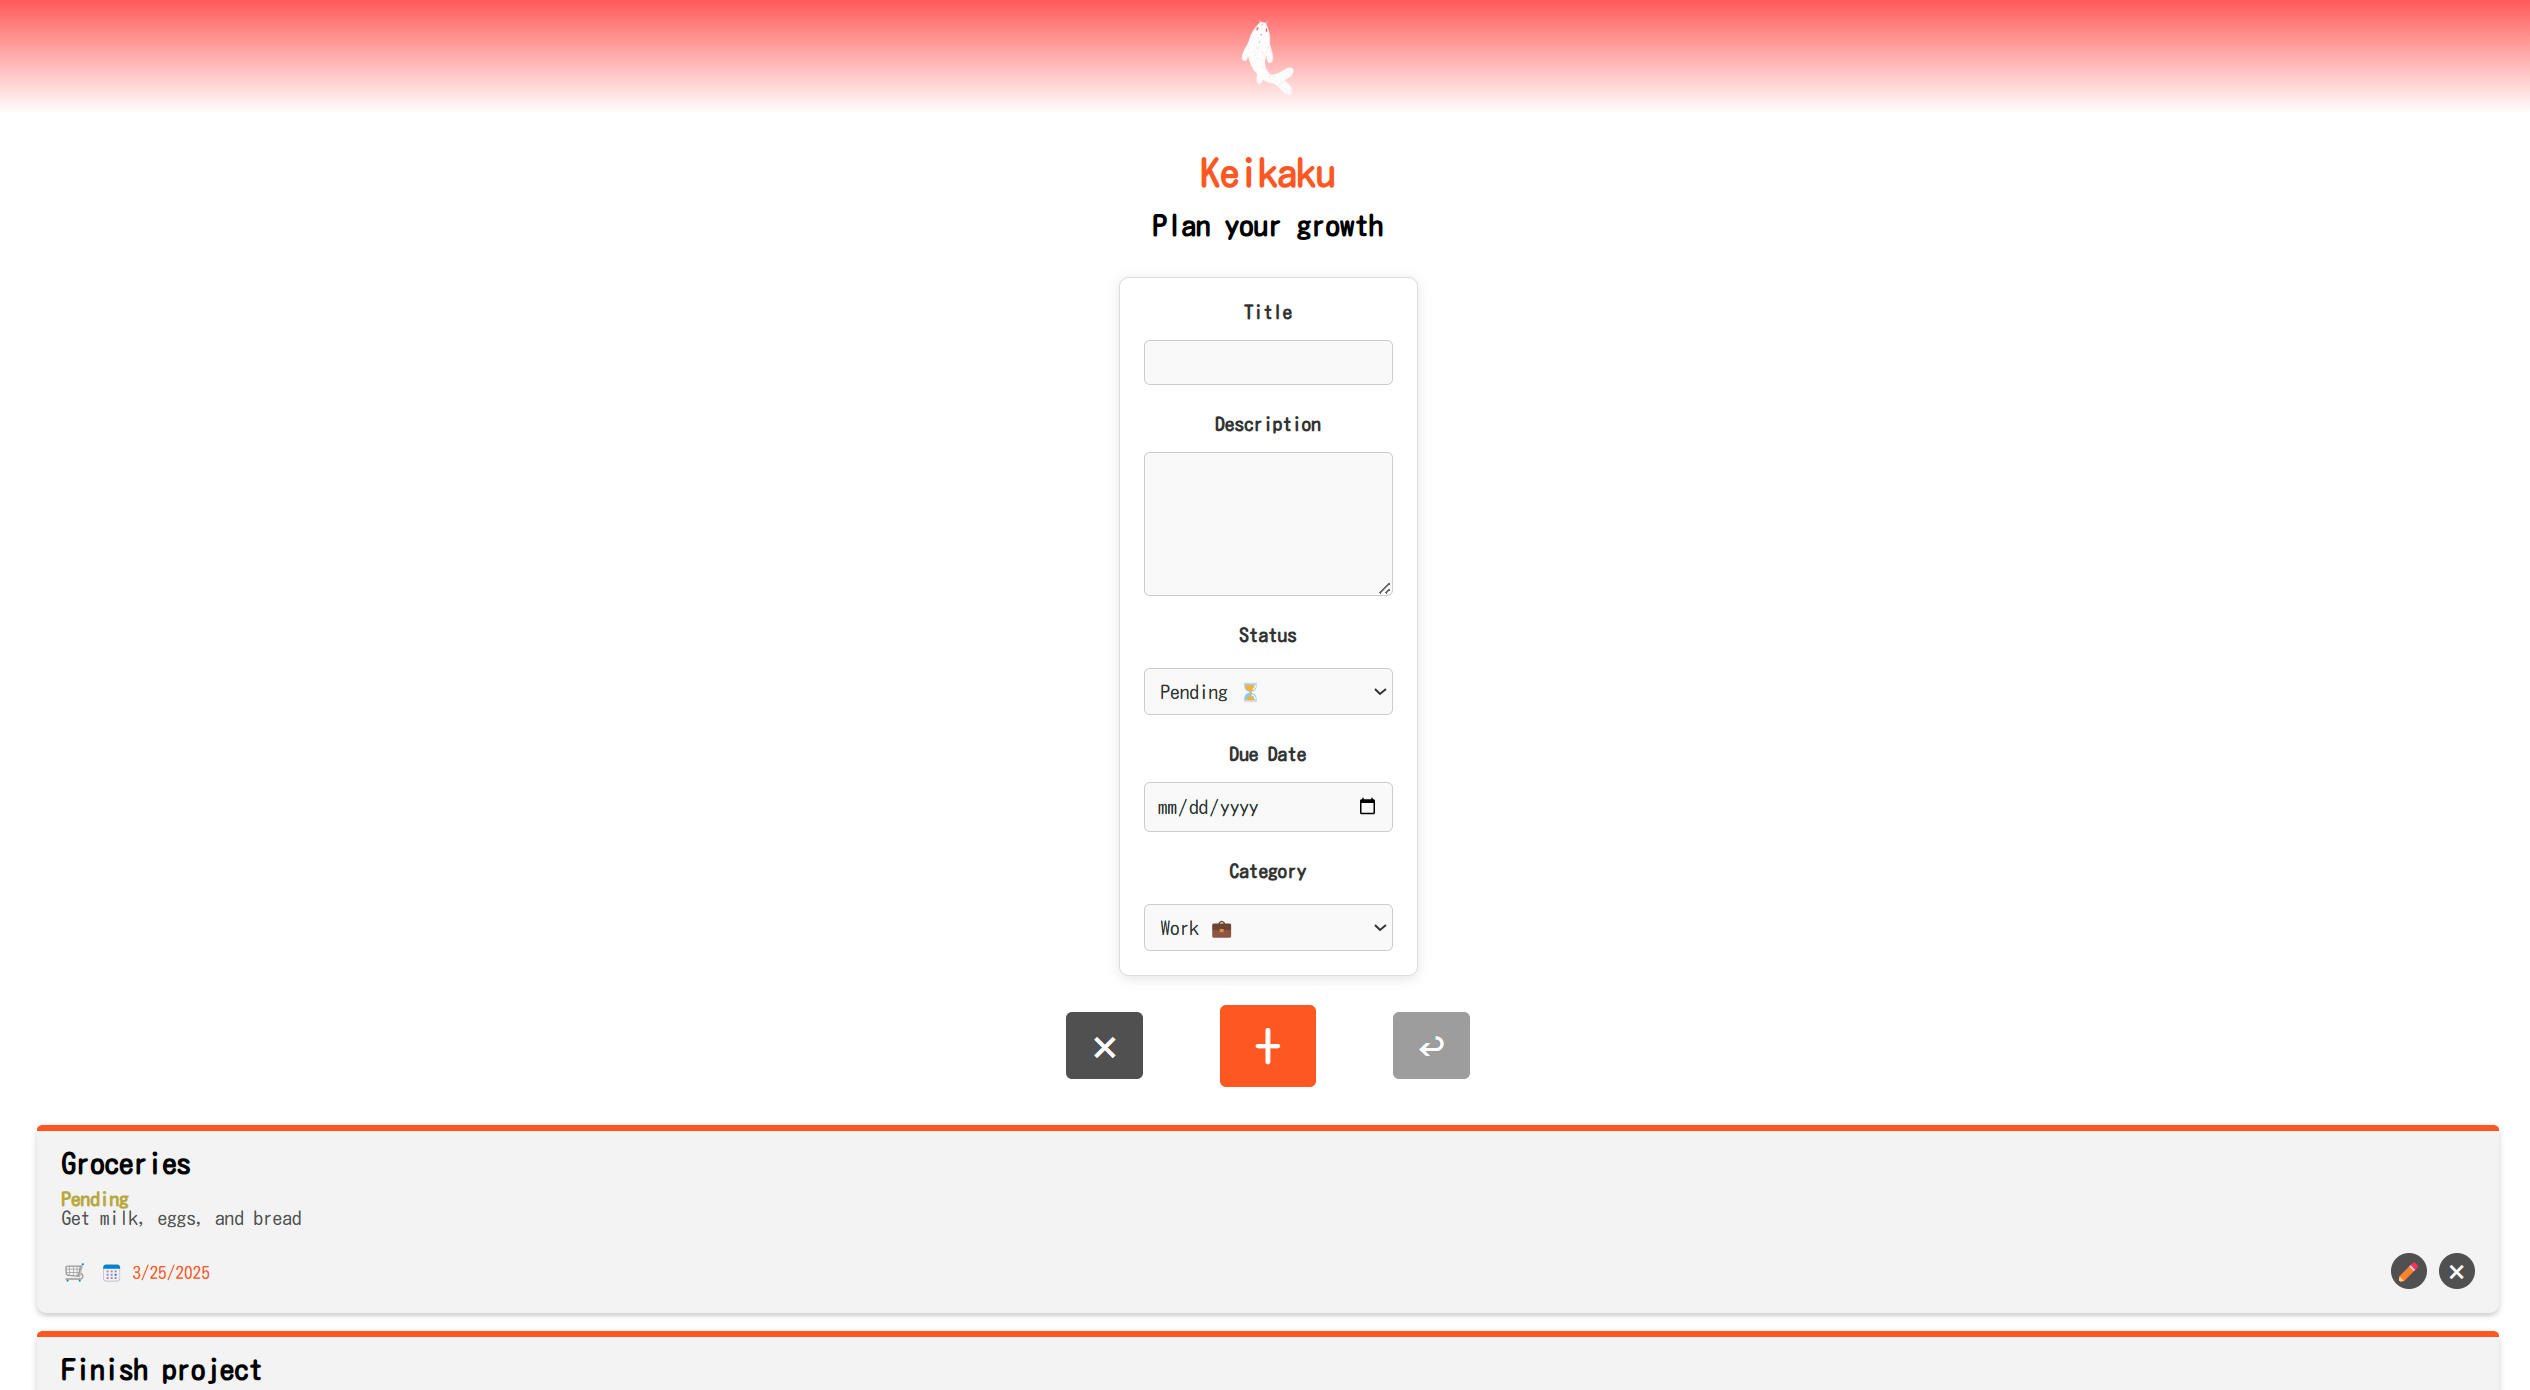 Keikaku
Plan your growth
Title
Description
Status
Pending ⏳
Due Date
mm/dd/yyyy
Category
Work 💼
× + ↩
Groceries
Pending
Get milk, eggs, and bread
🛒 📅 3/25/2025
Finish project